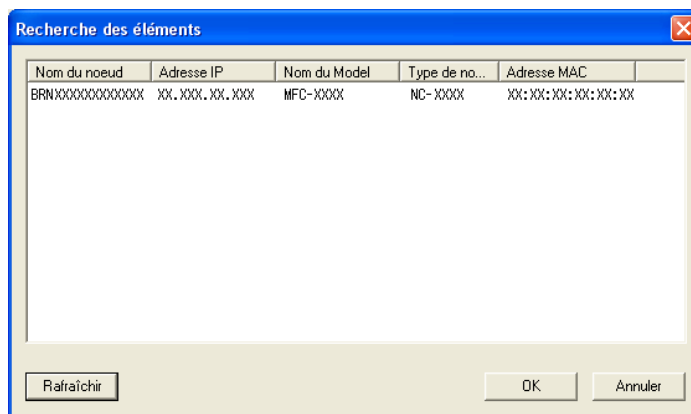 Recherche des éléments
Nom du noeud Adresse IP Nom du Model Type de no... Adresse MAC
BRNXXXXXXXXXXXX XX.XXX.XX.XXX MFC-XXXX NC-XXXX XX:XX:XX:XX:XX:XX
Rafraîchir OK Annuler